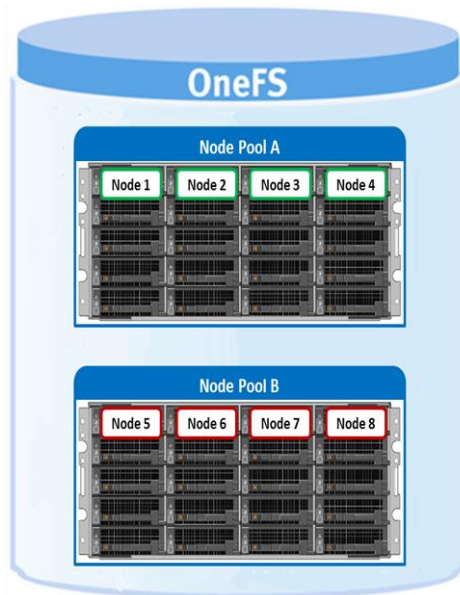 OneFS
Node Pool A
Node 1 Node 2 Node 3 Node 4
Node Pool B
Node 5 Node 6 Node 7 Node 8